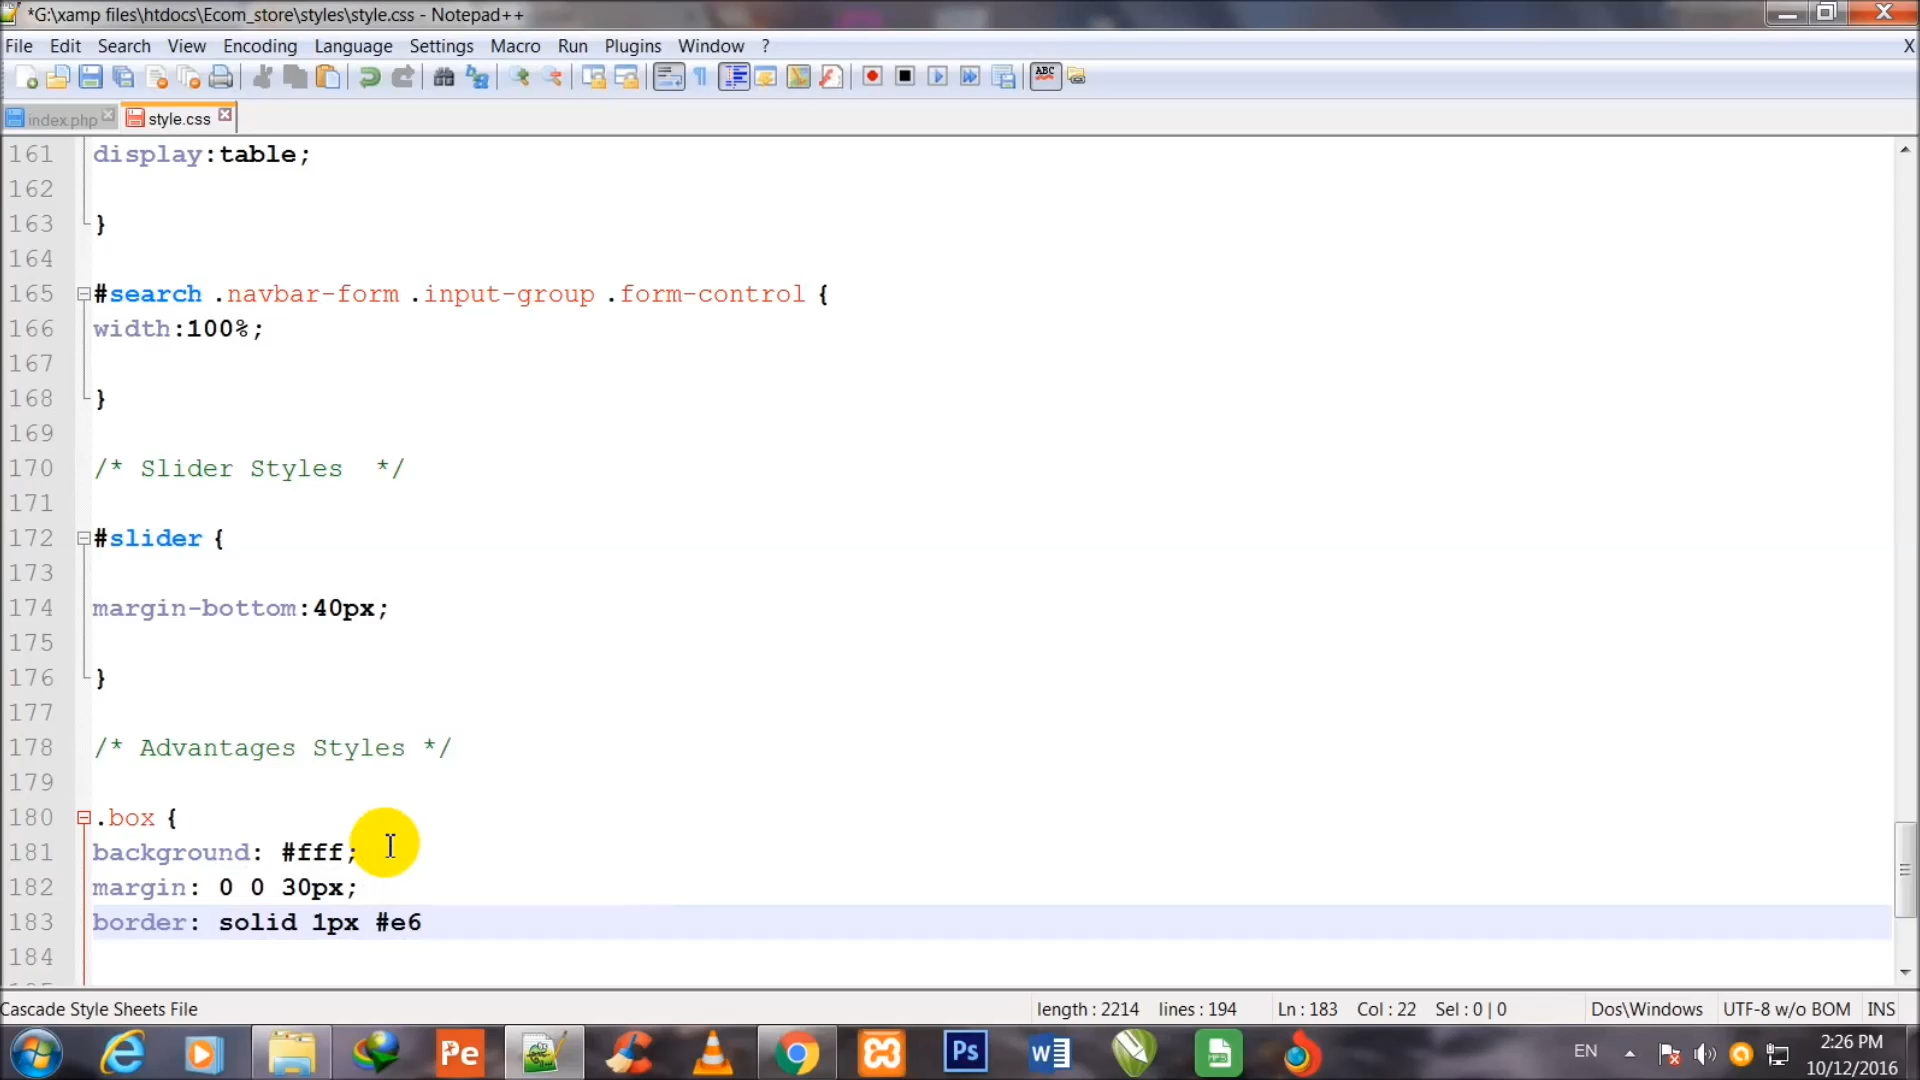 *G:\xamp files\htdocs\Ecom_store\styles\style.css - Notepad++
File Edit Search View Encoding Language Settings Macro Run Plugins Window ? X
ABC
index.php style.css
161 display:table;
162
163 }
164
165 #search .navbar-form .input-group .form-control {
166 width:100%;
167
168 }
169
170 /* Slider Styles  */
171
172 #slider {
173
174 margin-bottom:40px;
175
176 }
177
178 /* Advantages Styles */
179
180 .box {
181 background: #fff;
182 margin: 0 0 30px;
183 border: solid 1px #e6
184
Cascade Style Sheets File length : 2214 lines : 194 Ln : 183 Col : 22 Sel : 0 | 0 Dos\Windows UTF-8 w/o BOM INS
Pe Ps W EN 2:26 PM
10/12/2016